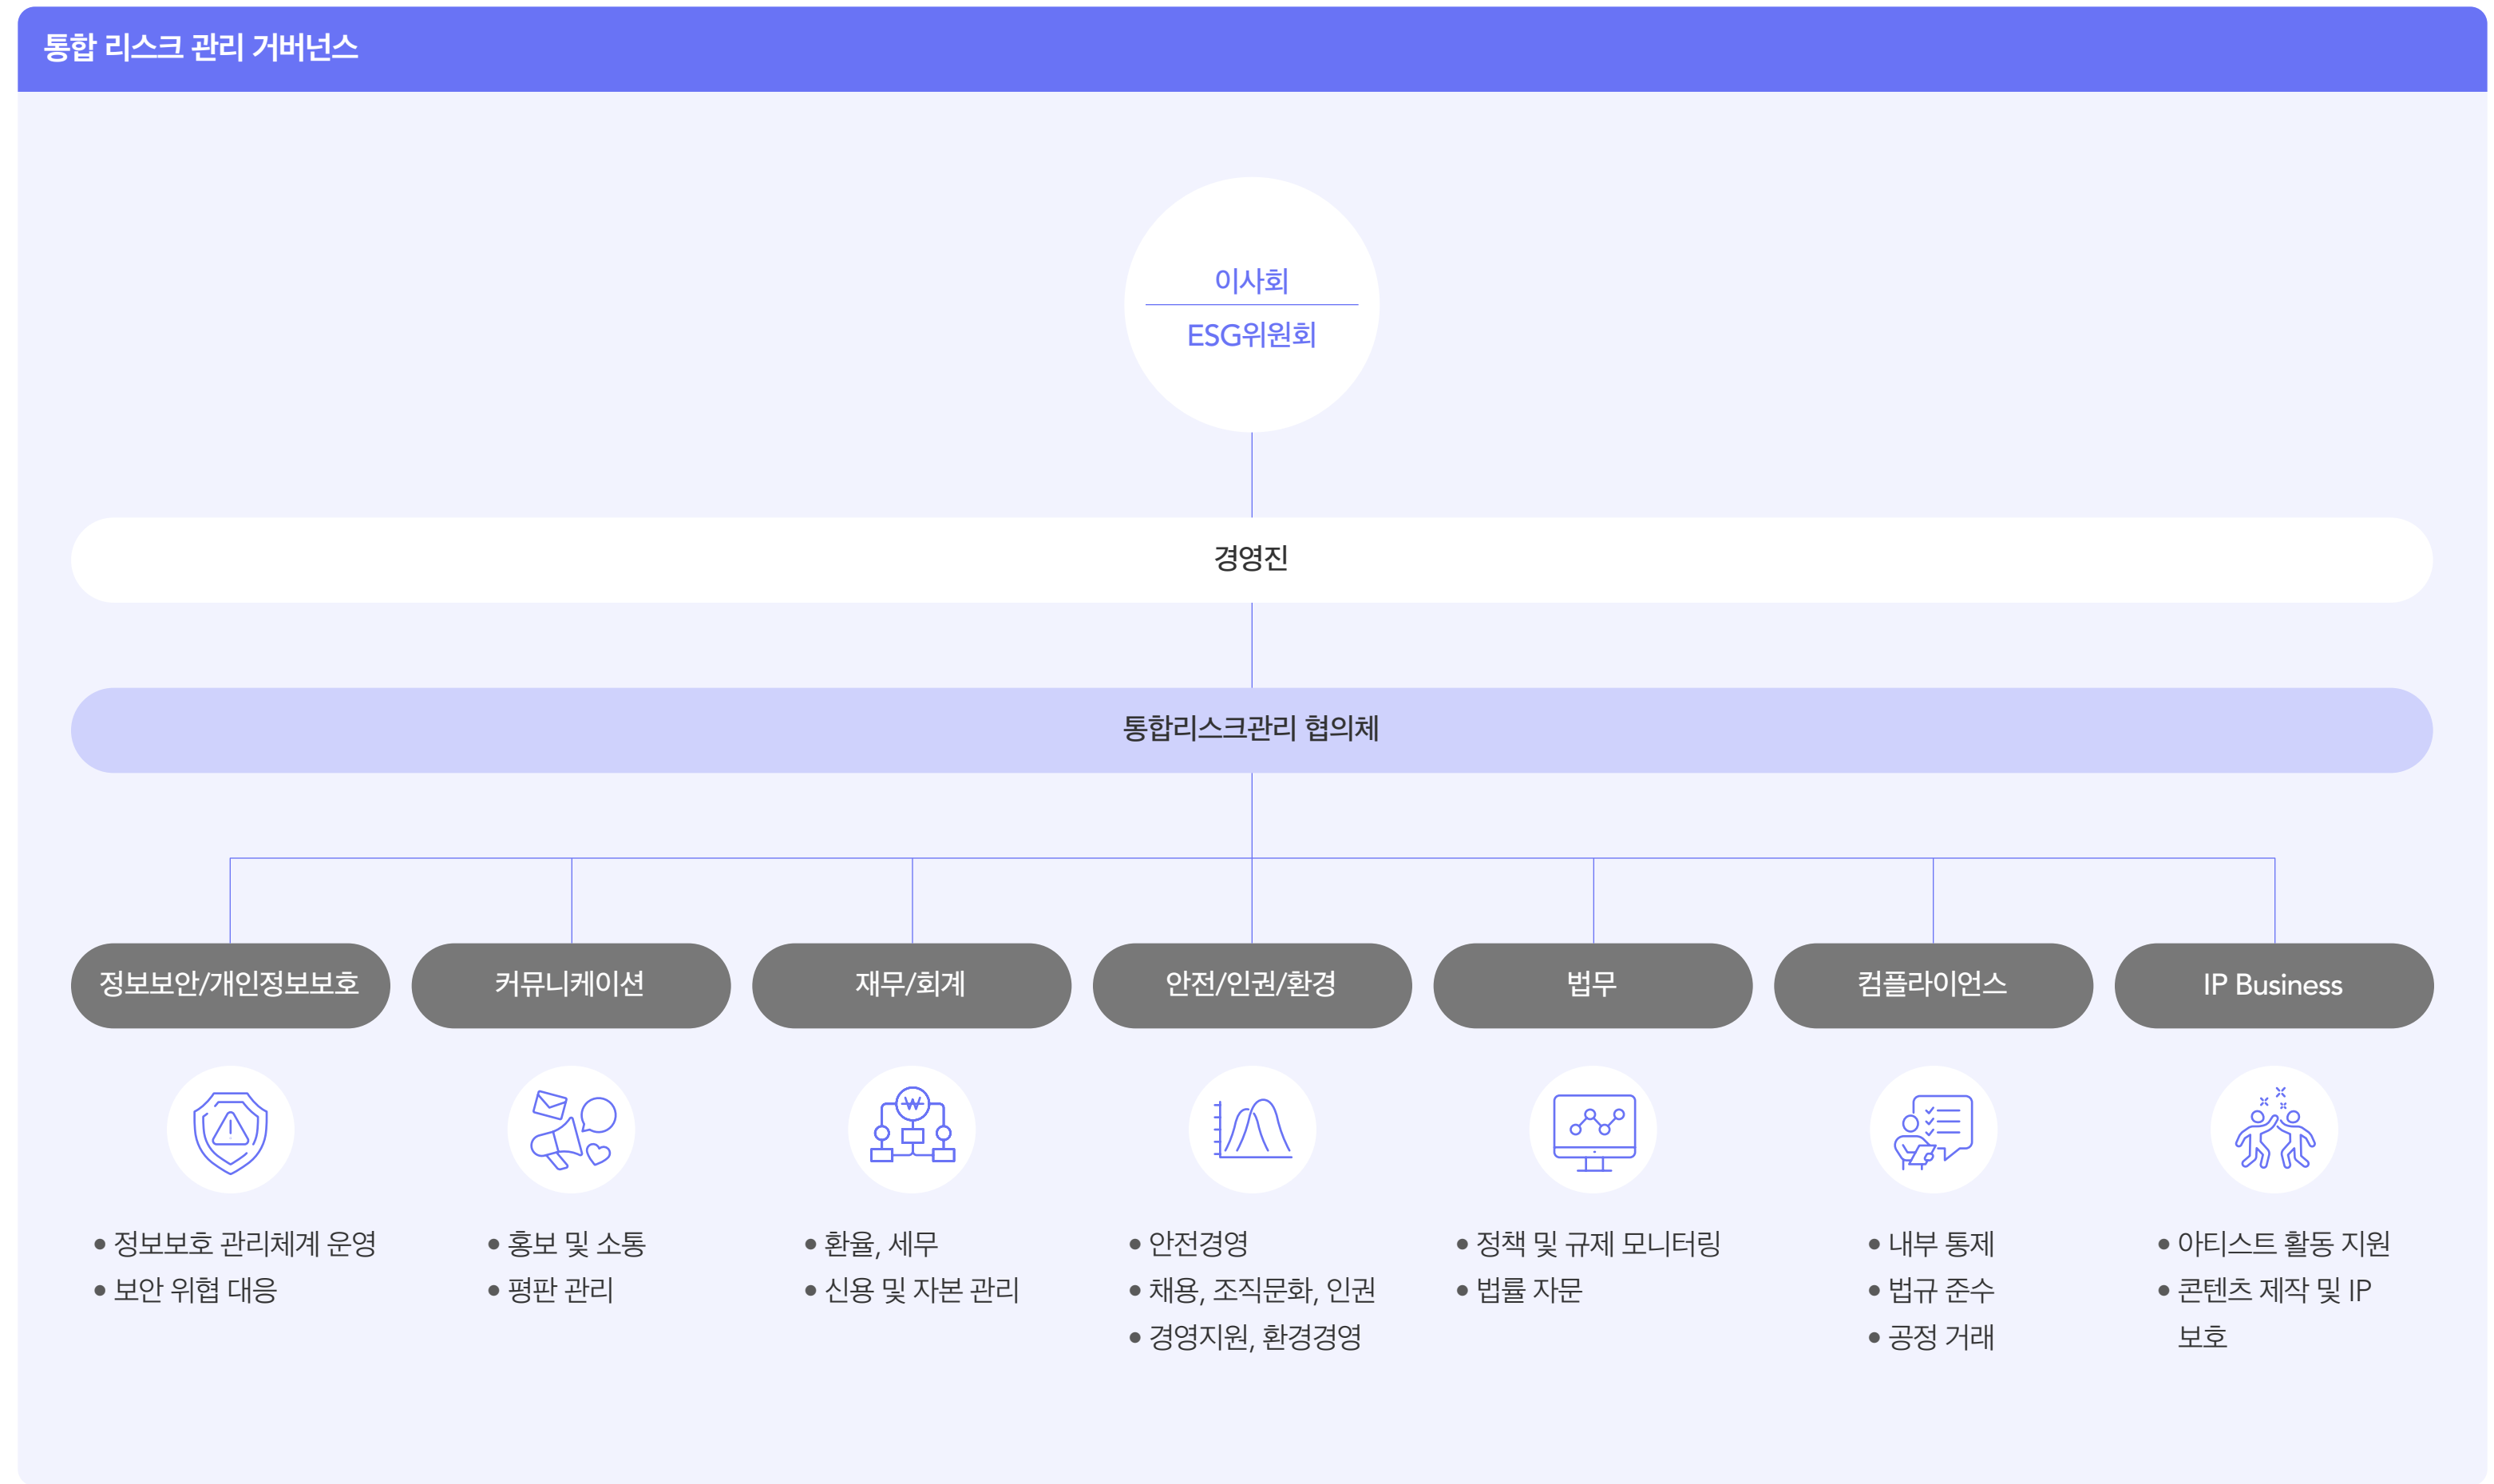 통합 리스크 관리 거버넌스
이사회
ESG위원회
경영진
통합리스크관리 협의체
정보보안/개인정보보호
커뮤니케이션
재무/회계
안전/인권/환경
법무
컴플라이언스
IP Business
• 정보보호 관리체계 운영
• 보안 위협 대응
• 홍보 및 소통
• 평판 관리
• 환율, 세무
• 신용 및 자본 관리
• 안전경영
• 채용, 조직문화, 인권
• 경영지원, 환경경영
• 정책 및 규제 모니터링
• 법률 자문
• 내부 통제
• 법규 준수
• 공정 거래
• 아티스트 활동 지원
• 콘텐츠 제작 및 IP
보호